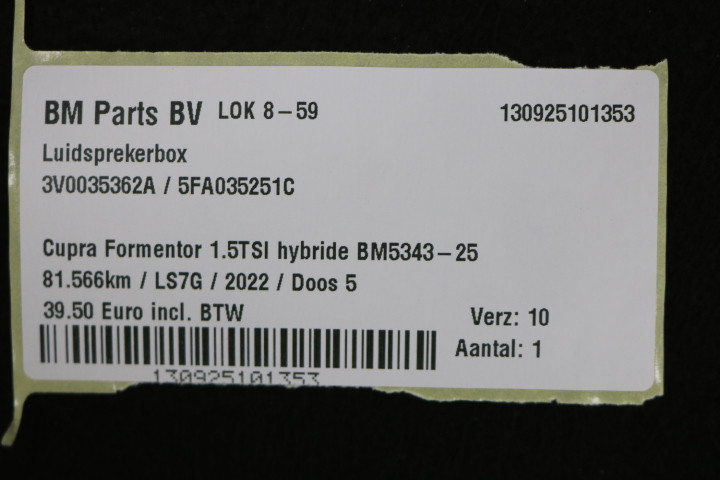 BM Parts BV LOK 8-59 130925101353
Luidsprekerbox
3V0035362A / 5FA035251C
Cupra Formentor 1.5TSI hybride BM5343-25
81.566km / LS7G / 2022 / Doos 5
39.50 Euro incl. BTW Verz: 10
Aantal: 1
130925101353